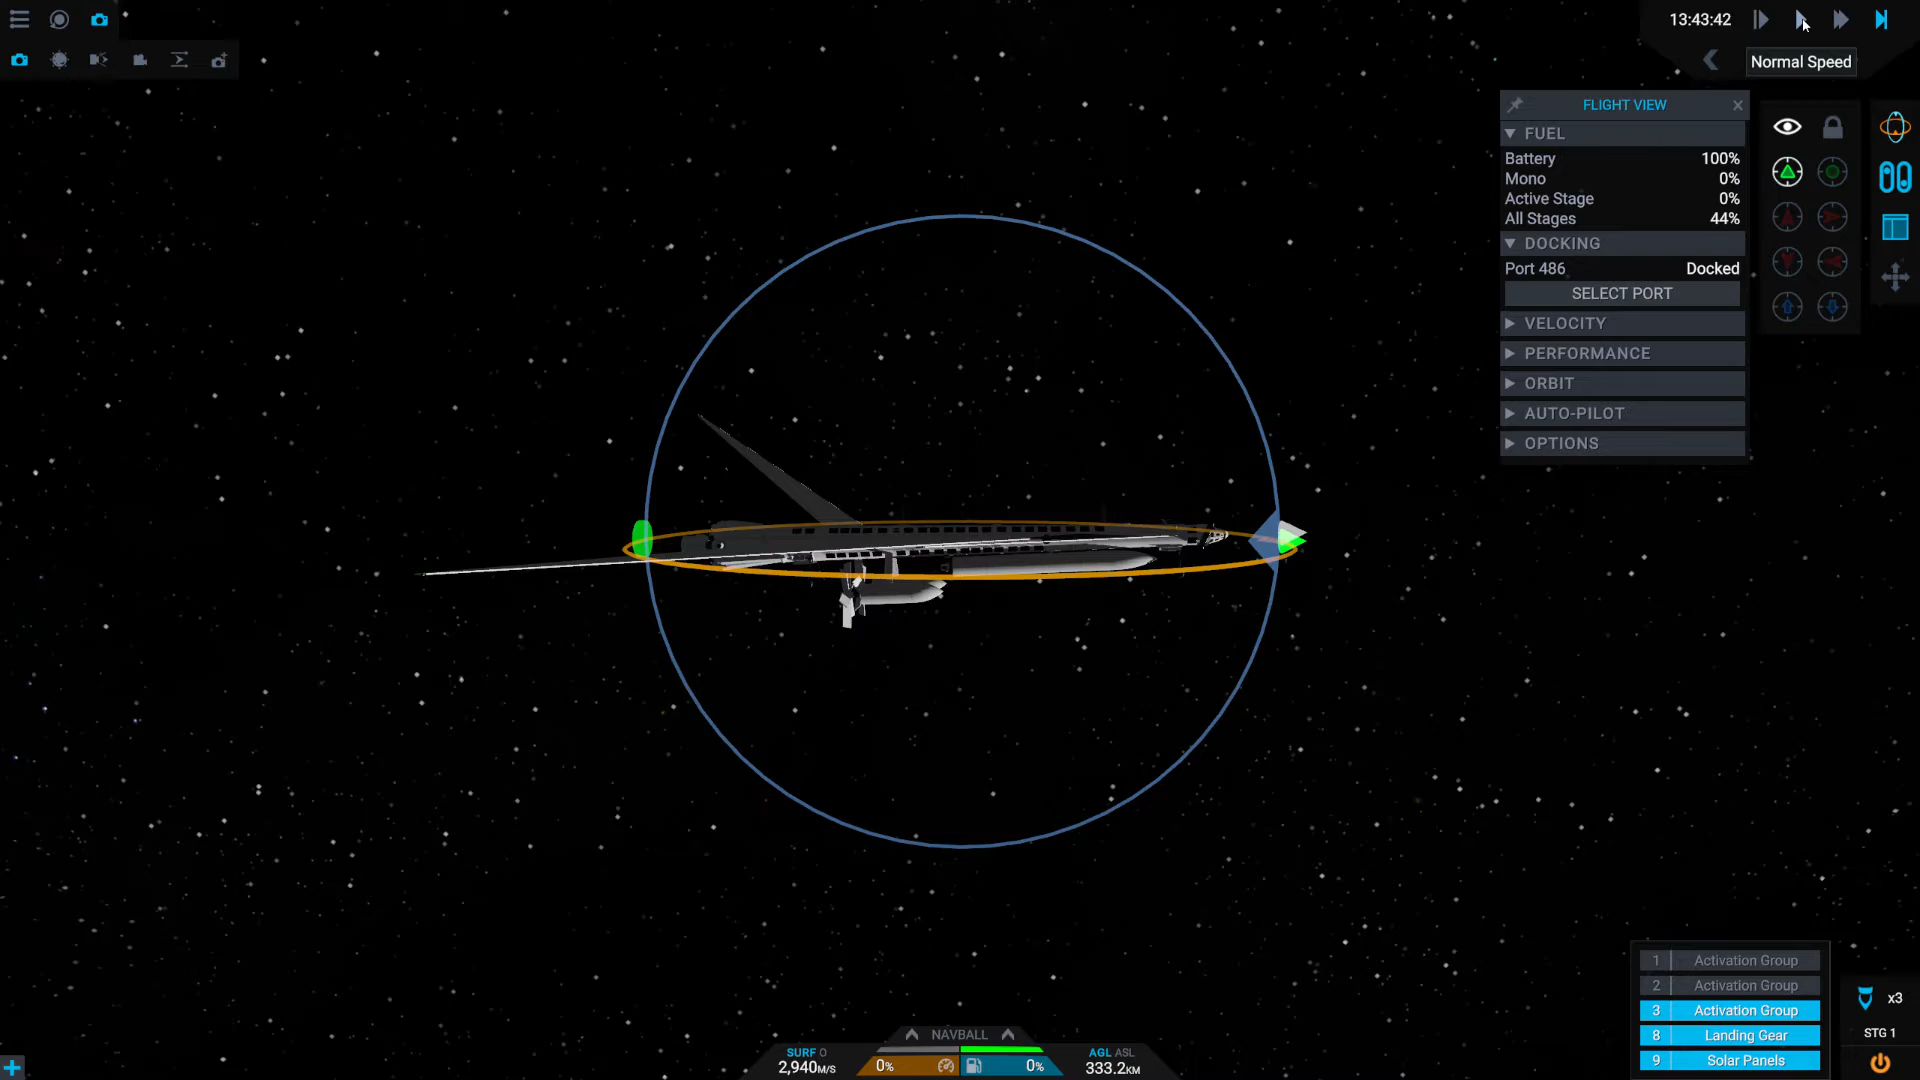 13:43:42
Normal Speed
FLIGHT VIEW
FUEL
Battery 100%
Mono 0%
Active Stage 0%
All Stages 44%
DOCKING
Port 486 Docked
SELECT PORT
VELOCITY
PERFORMANCE
ORBIT
AUTO-PILOT
OPTIONS
1 Activation Group
2 Activation Group
3 Activation Group
8 Landing Gear
9 Solar Panels
x3
STG 1
NAVBALL
SURF O
2,940M/S
0%
0%
AGL ASL
333.2KM